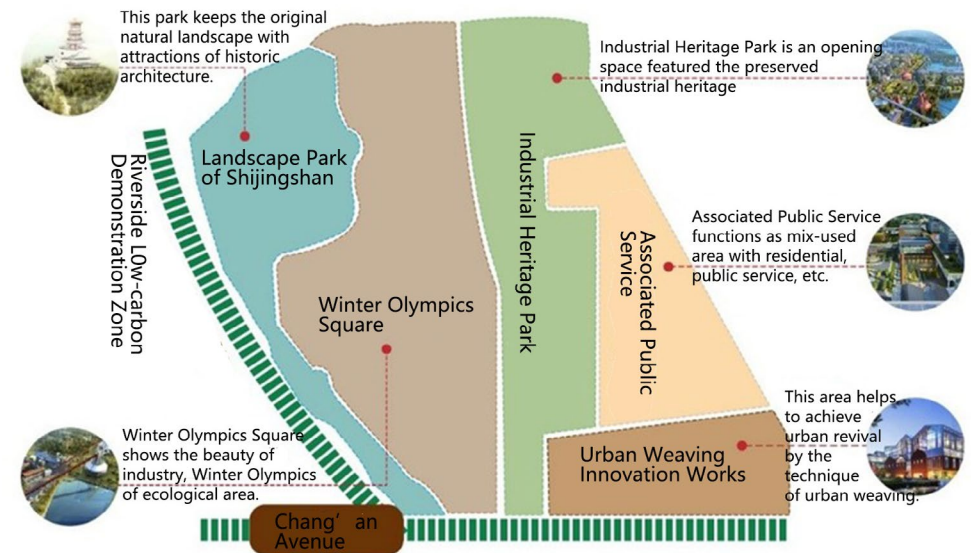 This park keeps the original
natural landscape with
attractions of historic
architecture.
Industrial Heritage Park is an opening
space featured the preserved
industrial heritage
Landscape Park
of Shijingshan
Riverside L0w-carbon
Demonstration Zone
Industrial Heritage Park
Associated Public Service
functions as mix-used
area with residential,
public service, etc.
Associated Public
Service
Winter Olympics
Square
This area helps
to achieve
urban revival
by the
technique
of urban weaving.
Winter Olympics Square
shows the beauty of
industry, Winter Olympics
of ecological area.
Urban Weaving
Innovation Works
Chang’an
Avenue